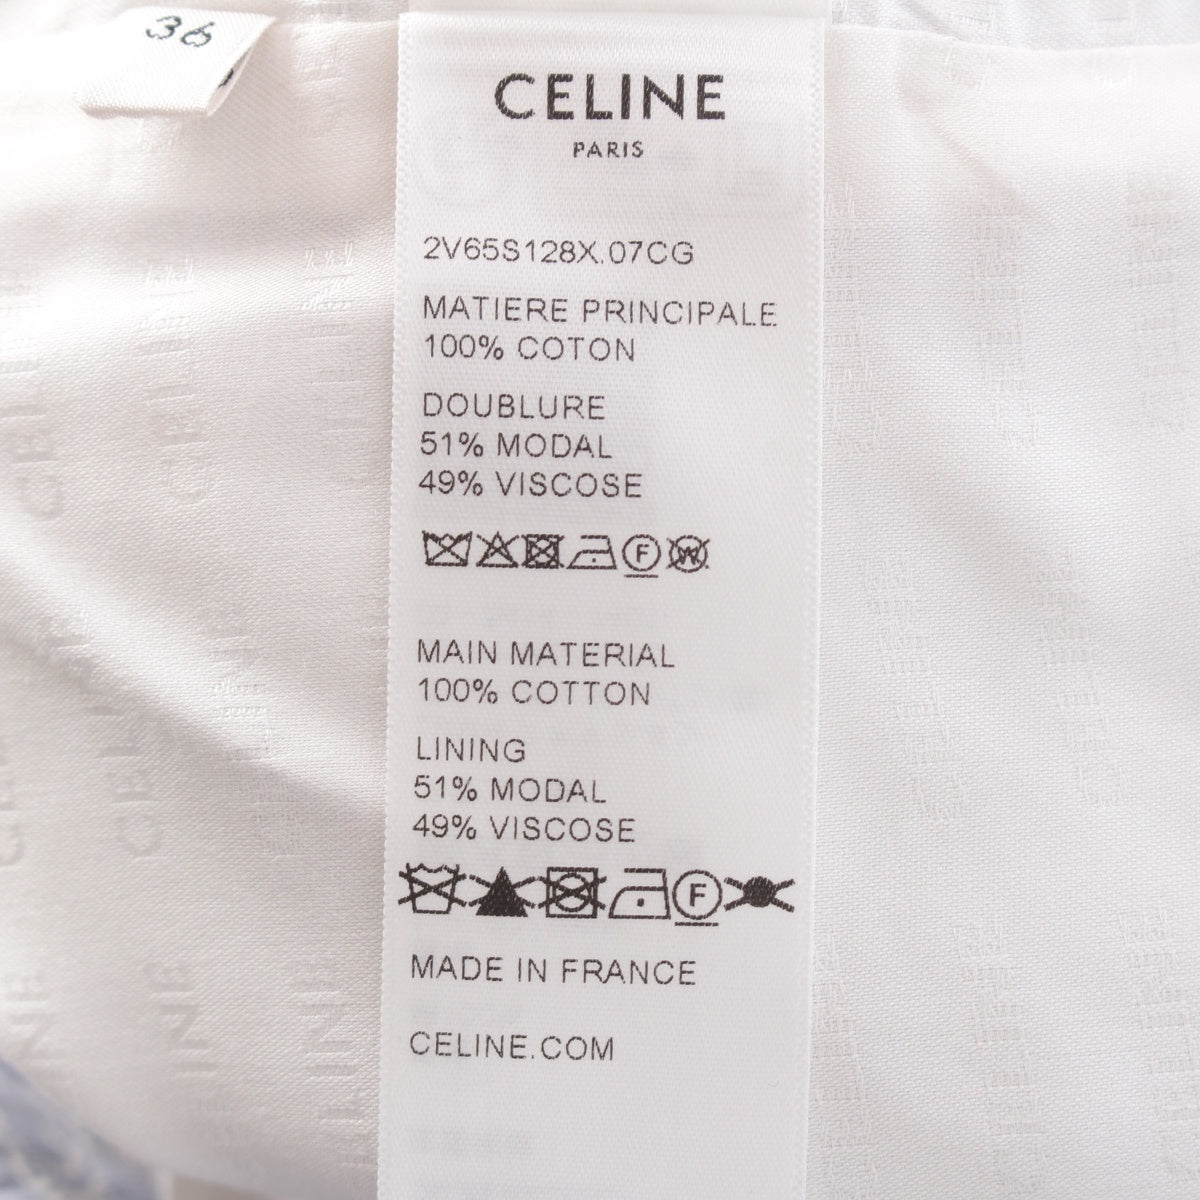 36
CELINE
PARIS
2V65S128X.07CG
MATIERE PRINCIPALE
100% COTON
DOUBLURE
51% MODAL
49% VISCOSE
F W
MAIN MATERIAL
100% COTTON
LINING
51% MODAL
49% VISCOSE
F
MADE IN FRANCE
CELINE.COM